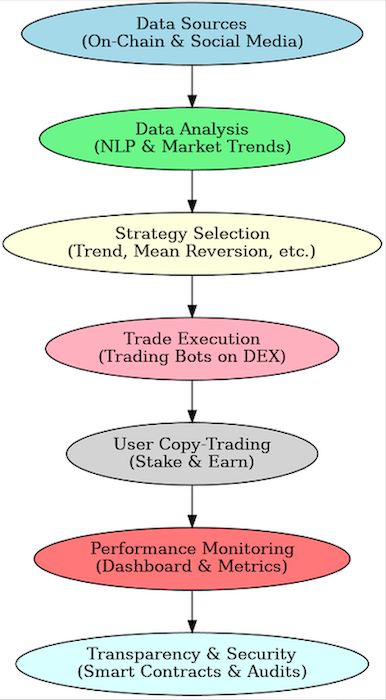 Data Sources
(On-Chain & Social Media)
Data Analysis
(NLP & Market Trends)
Strategy Selection
(Trend, Mean Reversion, etc.)
Trade Execution
(Trading Bots on DEX)
User Copy-Trading
(Stake & Earn)
Performance Monitoring
(Dashboard & Metrics)
Transparency & Security
(Smart Contracts & Audits)